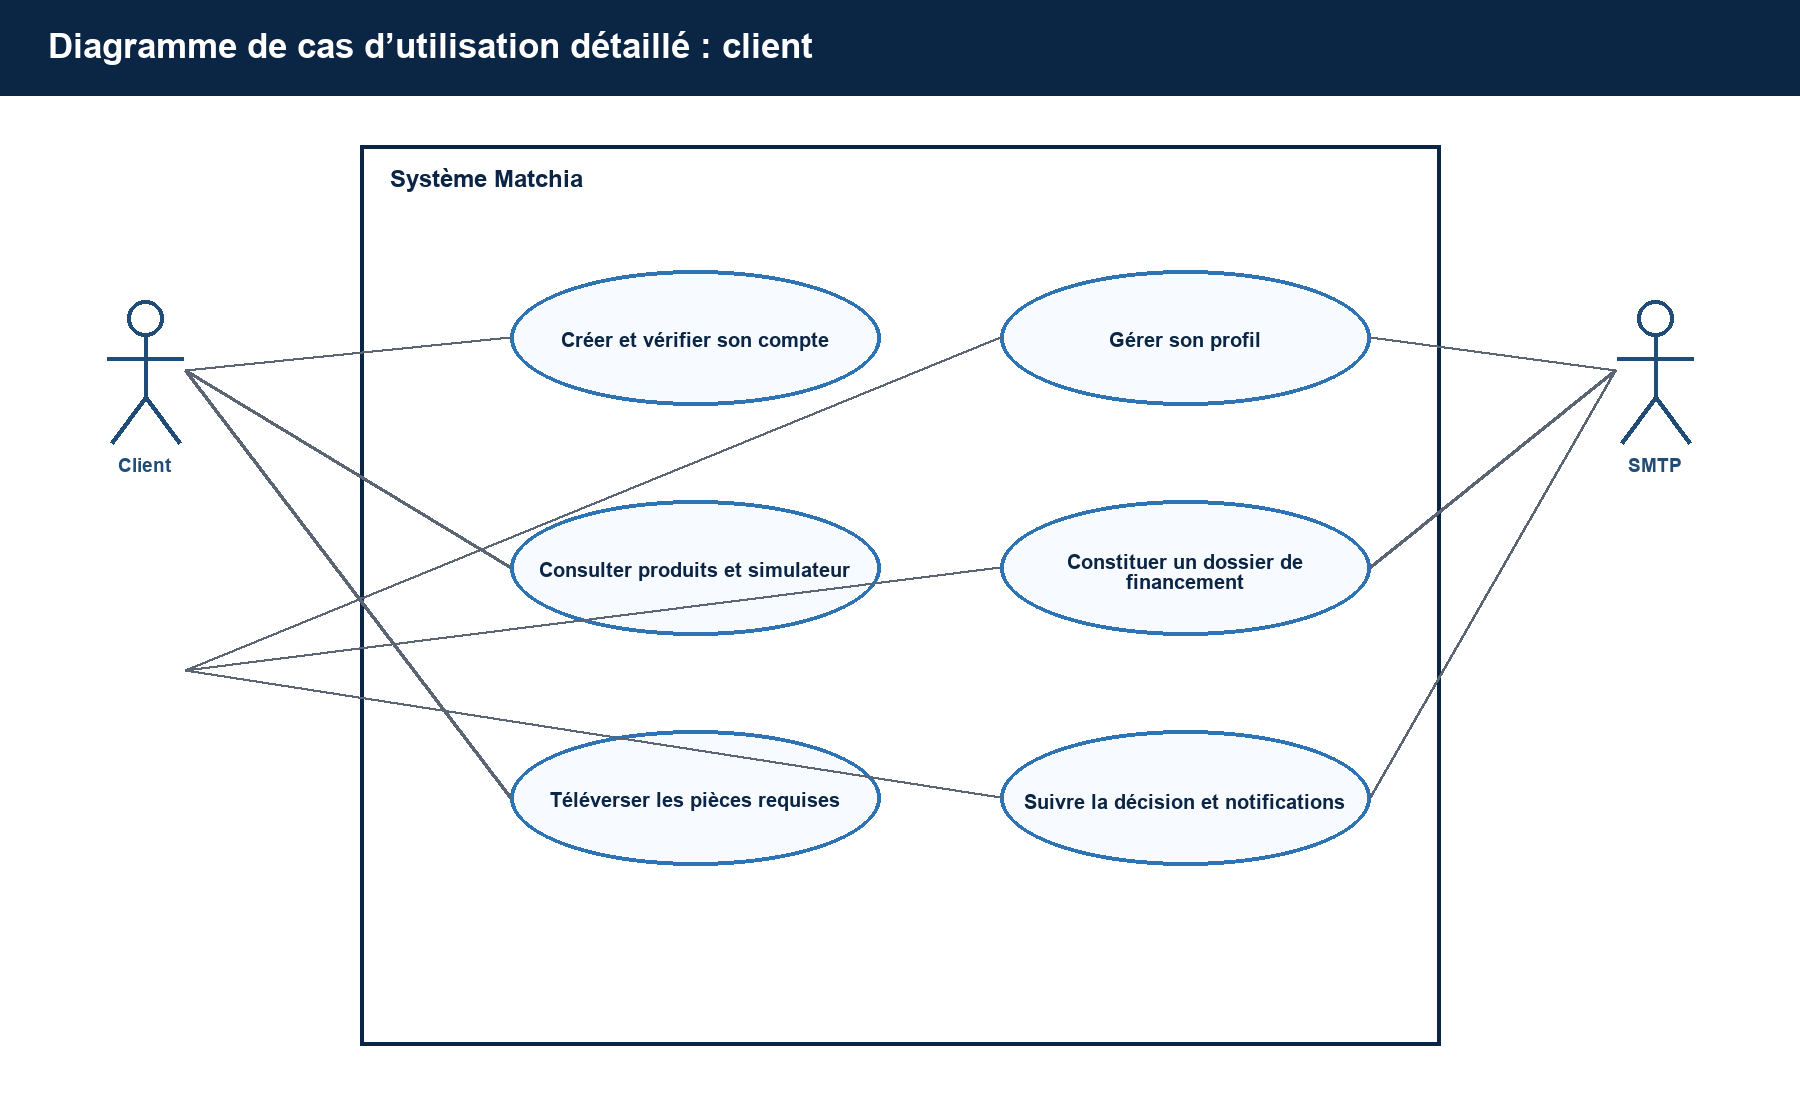 Diagramme de cas d’utilisation détaillé : client
Système Matchia
Créer et vérifier son compte
Gérer son profil
Client
SMTP
Consulter produits et simulateur
Constituer un dossier de
financement
Téléverser les pièces requises
Suivre la décision et notifications